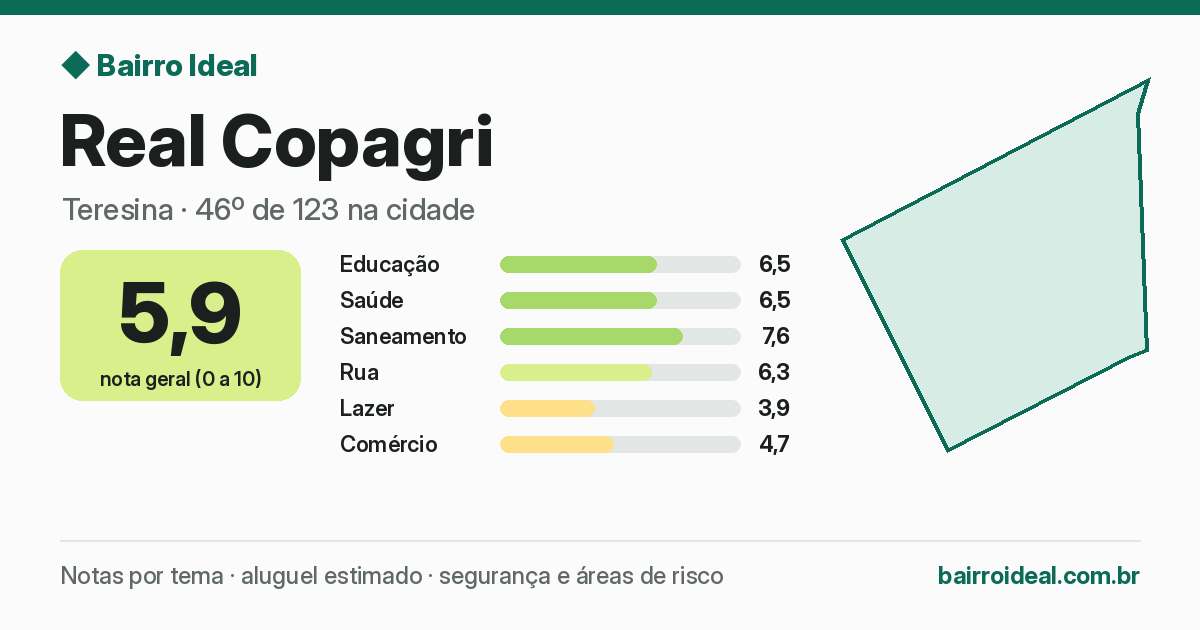 Bairro Ideal
Real Copagri
Teresina · 46º de 123 na cidade
5,9
nota geral (0 a 10)
Educação 6,5
Saúde 6,5
Saneamento 7,6
Rua 6,3
Lazer 3,9
Comércio 4,7
Notas por tema · aluguel estimado · segurança e áreas de risco
bairroideal.com.br